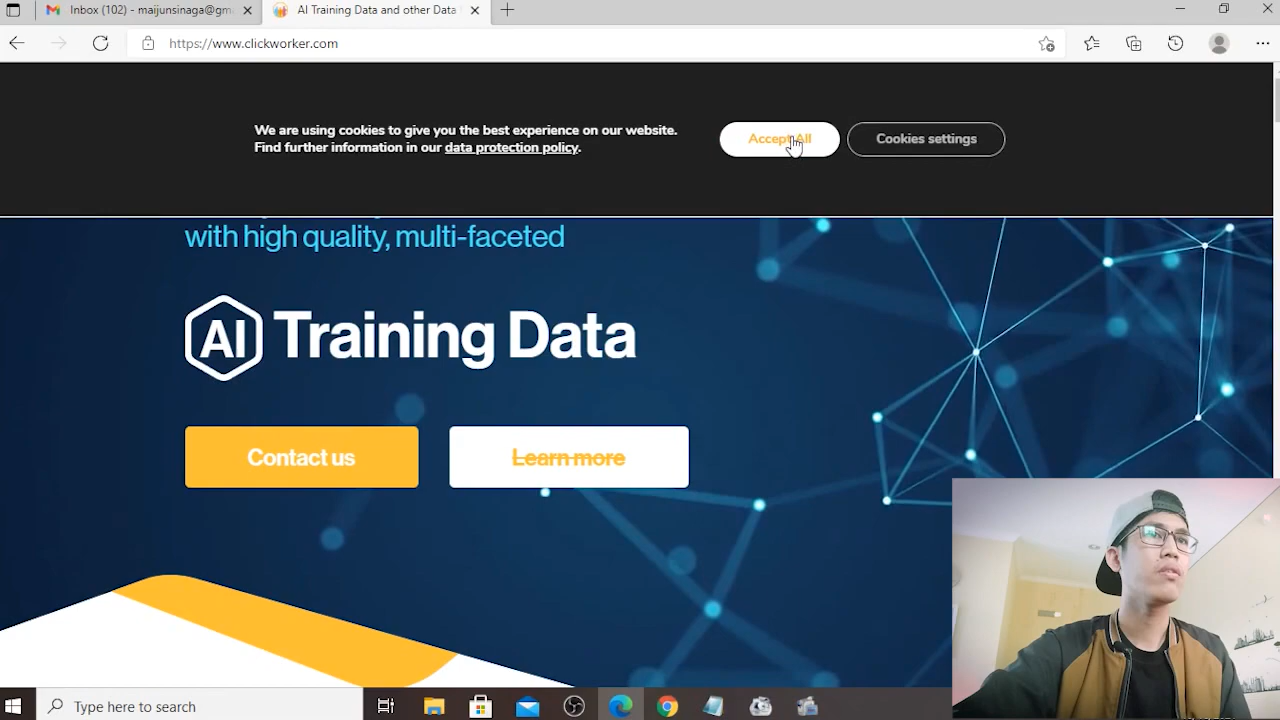 Inbox (102) - maijunsinaga@gm
AI Training Data and other Data
https://www.clickworker.com
We are using cookies to give you the best experience on our website.
Find further information in our data protection policy.
Accept All
Cookies settings
with high quality, multi-faceted
AI Training Data
Contact us
Learn more
Type here to search